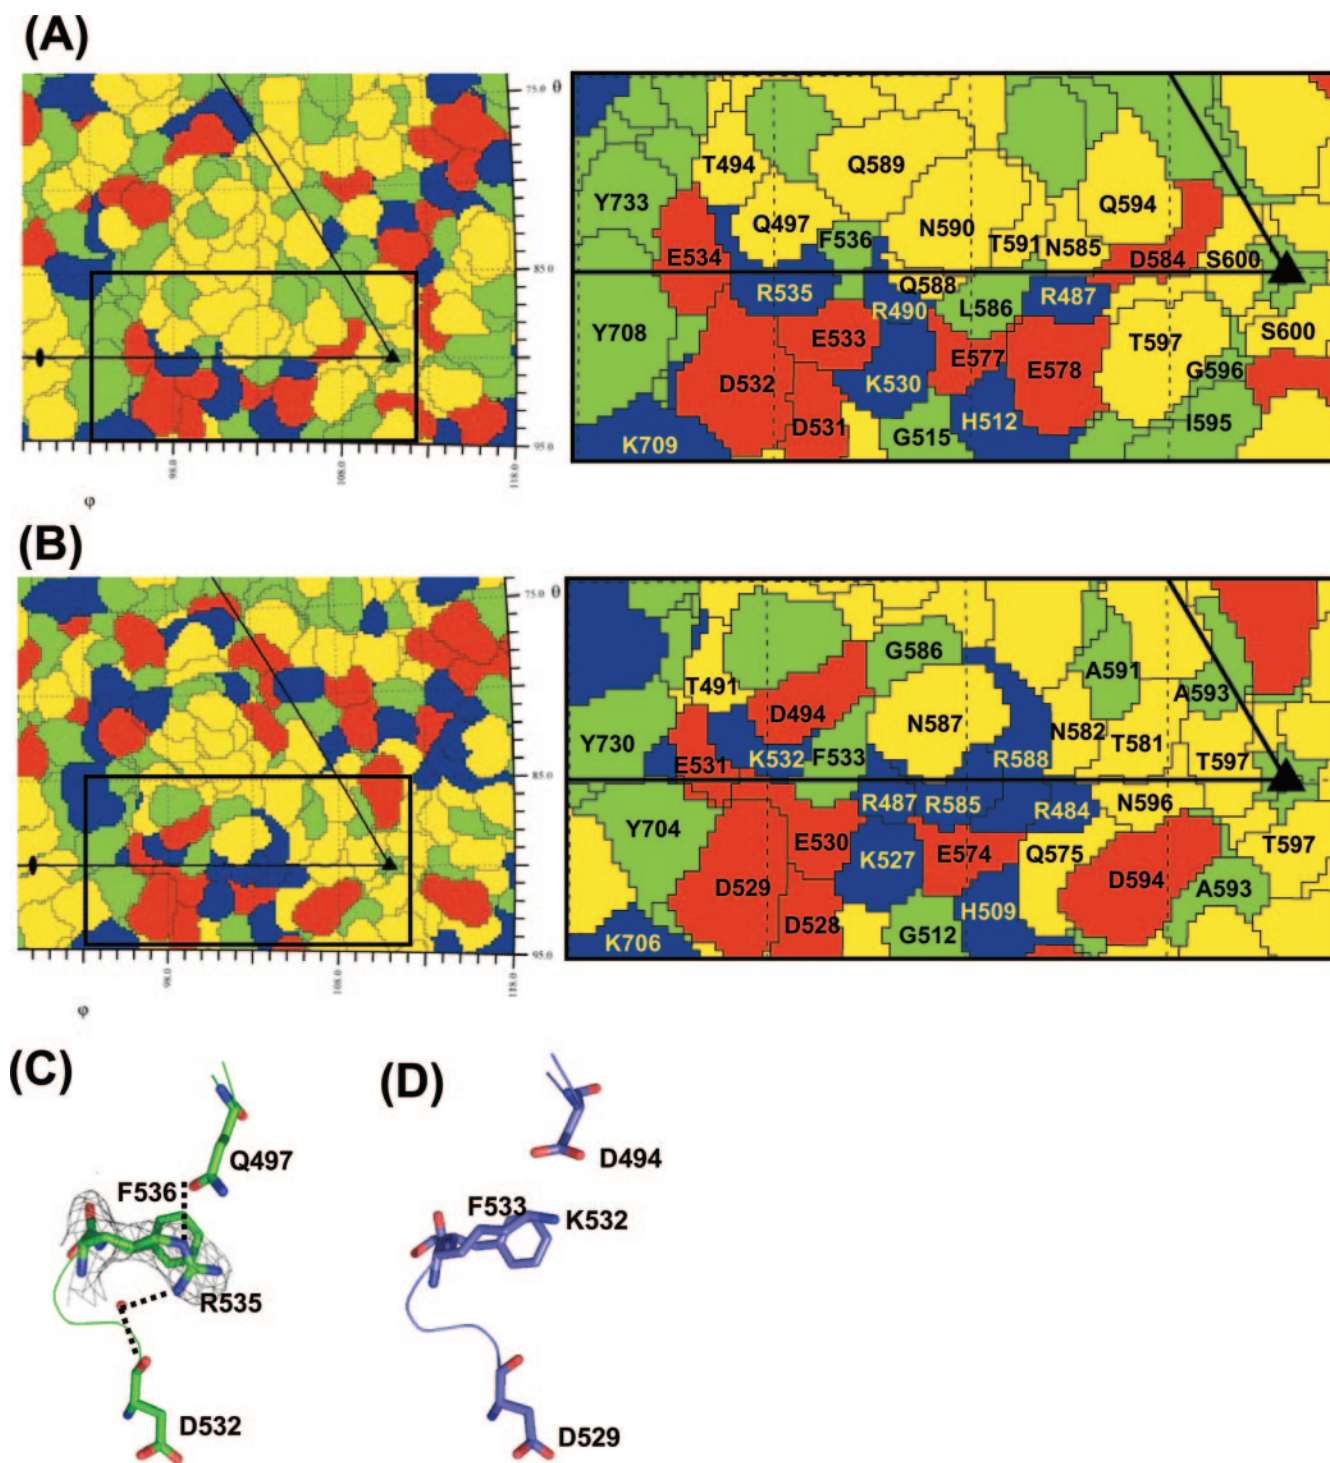 (A)
75.0 θ
85.0
95.0
98.0
108.0
118.0
φ
T494
Q589
Y733
Q497
F536
N590
T591
N585
Q594
E534
D584
S600
R535
Q588
R490
L586
R487
Y708
E533
E577
E578
T597
S600
G596
D532
K530
D531
G515
H512
I595
K709
(B)
75.0 θ
85.0
95.0
98.0
108.0
118.0
φ
G586
A591
T491
A593
D494
N587
N582
T581
Y730
E531
K532
F533
R588
T597
R487
R585
R484
N596
Y704
E530
K527
E574
Q575
T597
D529
D594
A593
D528
H509
G512
K706
(C)
Q497
F536
R535
D532
(D)
D494
F533
K532
D529